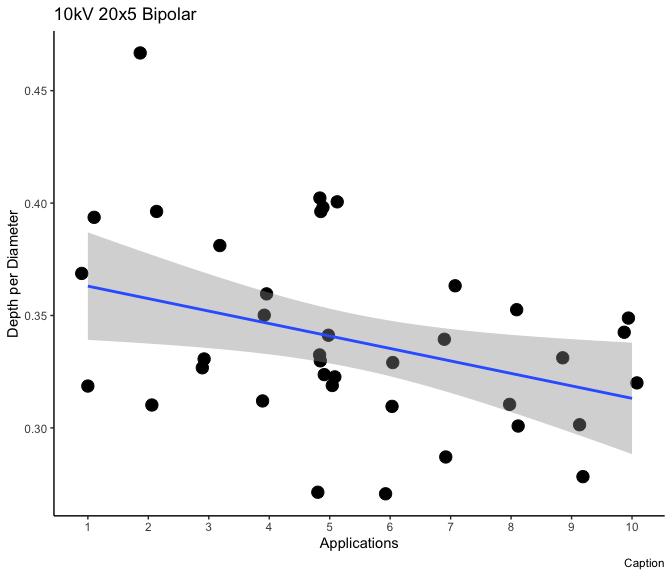 10kV 20x5 Bipolar
0.45
0.40
0.35
0.30
Depth per Diameter
1 2 3 4 5 6 7 8 9 10
Applications
Caption